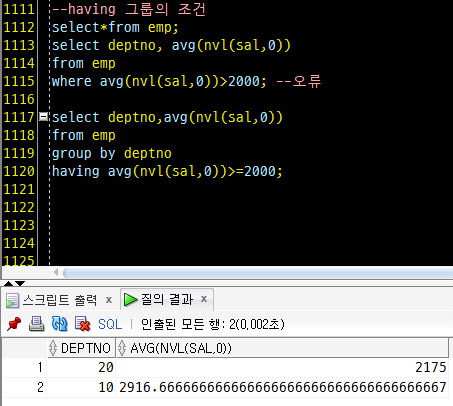 1111 --having 그룹의 조건
1112 select*from emp;
1113 select deptno, avg(nvl(sal,0))
1114 from emp
1115 where avg(nvl(sal,0))>2000; --오류
1116
1117 select deptno,avg(nvl(sal,0))
1118 from emp
1119 group by deptno
1120 having avg(nvl(sal,0))>=2000;
1121
1122
1123
1124
1125
스크립트 출력 x 질의 결과 x
SQL | 인출된 모든 행: 2(0,002초)
DEPTNO AVG(NVL(SAL,0))
1 20 2175
2 10 2916.666666666666666666666666666666666667